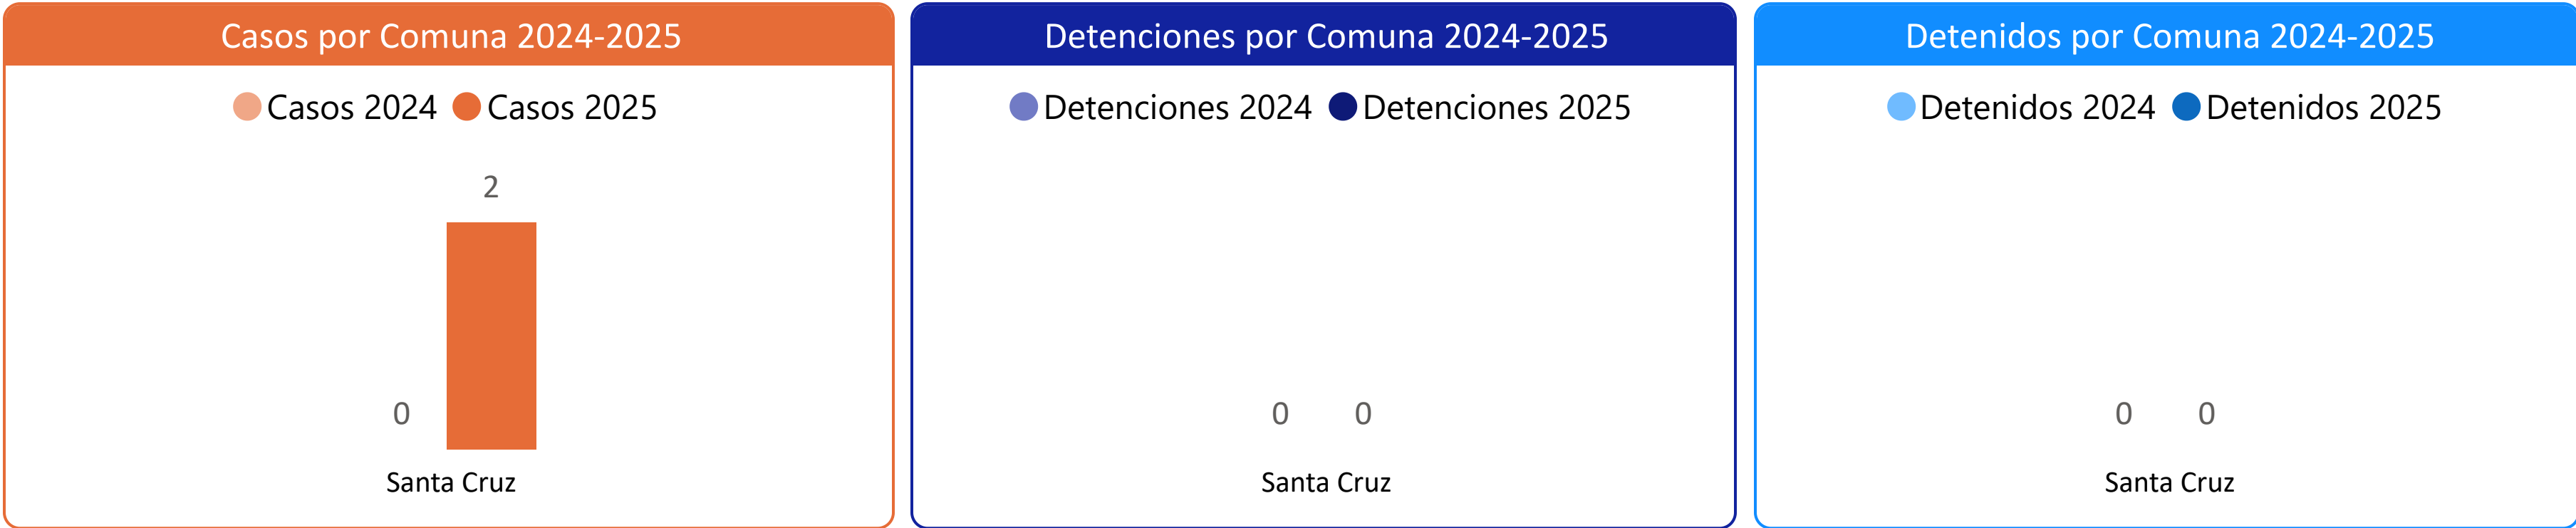 Casos por Comuna 2024-2025
Casos 2024 Casos 2025
2
0
Santa Cruz
Detenciones por Comuna 2024-2025
Detenciones 2024 Detenciones 2025
0 0
Santa Cruz
Detenidos por Comuna 2024-2025
Detenidos 2024 Detenidos 2025
0 0
Santa Cruz